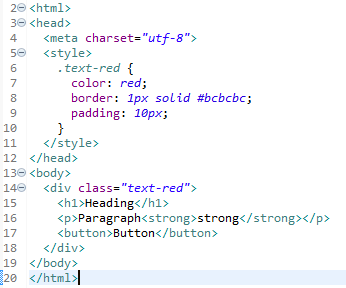 2 <html>
3 <head>
4   <meta charset="utf-8">
5   <style>
6     .text-red {
7       color: red;
8       border: 1px solid #bcbcbc;
9       padding: 10px;
10     }
11   </style>
12 </head>
13 <body>
14   <div class="text-red">
15     <h1>Heading</h1>
16     <p>Paragraph<strong>strong</strong></p>
17     <button>Button</button>
18   </div>
19 </body>
20 </html>